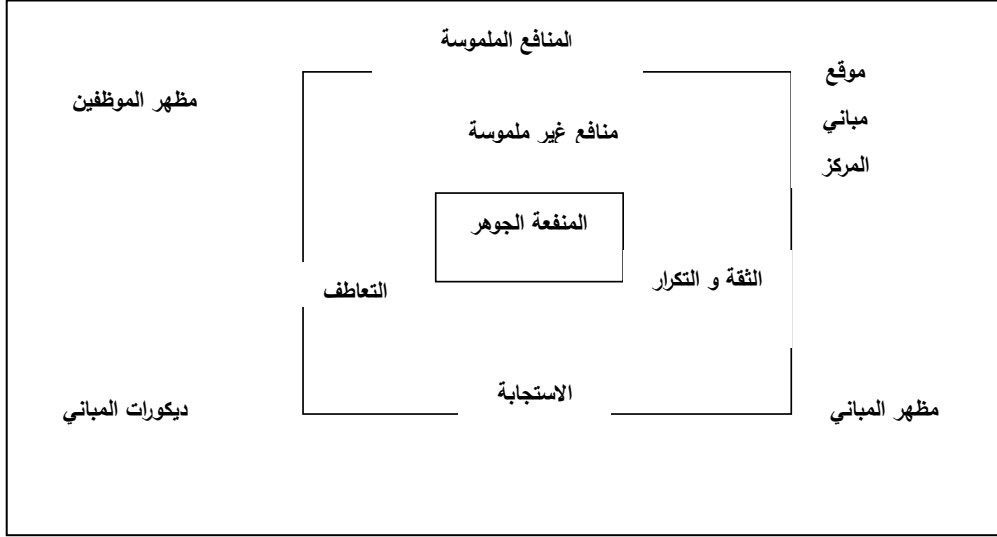 المنافع الملموسة
موقع
مباني
المركز
مظهر الموظفين
منافع غير ملموسة
المنفعة الجوهر
الثقة و التكرار
التعاطف
الاستجابة
مظهر المباني
ديكورات المباني